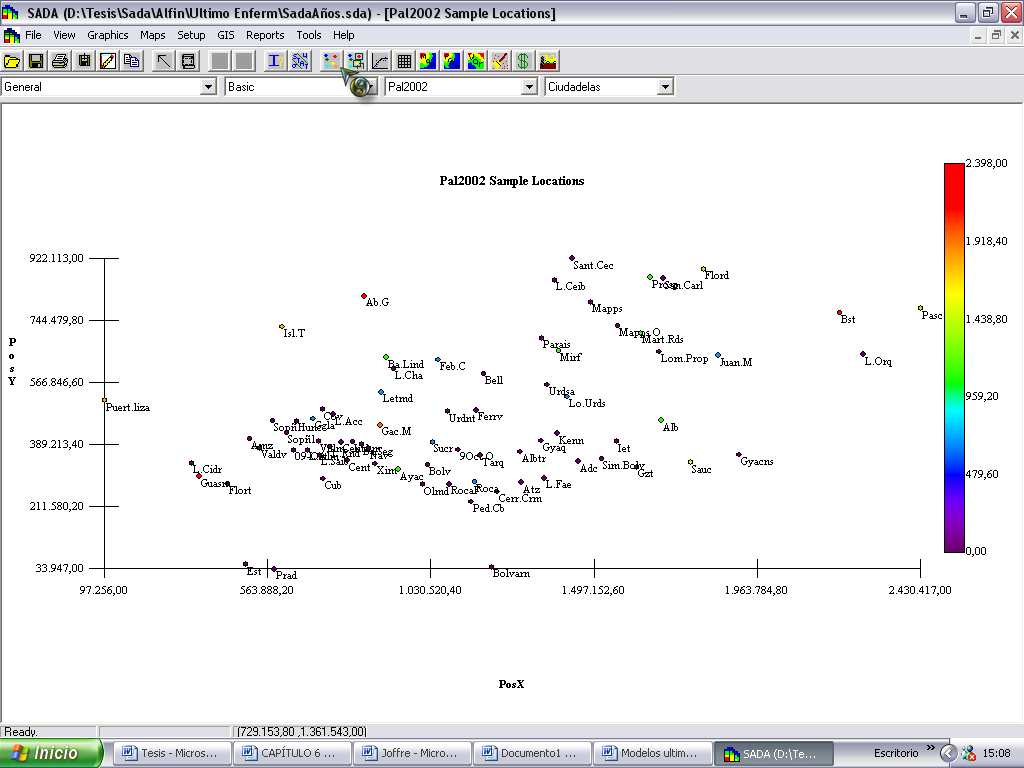 SADA (D:\Tesis\Sada\Alfin\Ultimo Enferm\SadaAños.sda) - [Pal2002 Sample Locations]
File View Graphics Maps Setup GIS Reports Tools Help
General Basic Pal2002 Ciudadelas
Pal2002 Sample Locations
2.398,00
1.918,40
1.438,80
959,20
479,60
0,00
PosY
922.113,00
744.479,80
566.846,60
389.213,40
211.580,20
33.947,00
Sant.Cec
L.Ceib
Flord
San.Carl
Ab.G
Mapps
Pasc
Bst
Isl.T
Mapps.O
Mart.Rds
Parais
Mirf
Lom.Prop
Juan.M
L.Orq
Ba.Lind
Feb.C
L.Cha
Bell
Urdsa
Lo.Urds
Letmd
Puert.liza
Urdnt
Ferrv
L.Acc
Gac.M
Alb
Kenn
Gyaq
Iet
Amz
Valdv
Sucr
Tarq
Albtr
Gyacns
L.Cidr
Cent
Xint
Ayac
Bolv
Adc
Sim.Bolv
Gzt
Sauc
Guasm
Flort
Cub
Olmd
Rocaf
Roca
Cerr.Crm
Atz
L.Fae
Ped.Cb
Est
Prad
Bolvarn
97.256,00 563.888,20 1.030.520,40 1.497.152,60 1.963.784,80 2.430.417,00
PosX
Ready. (729.153,80 ,1.361.543,00)
Inicio Tesis - Micros... CAPÍTULO 6 ... Joffre - Micro... Documento1 ... Modelos ultim... SADA (D:\Te... Escritorio » 15:08